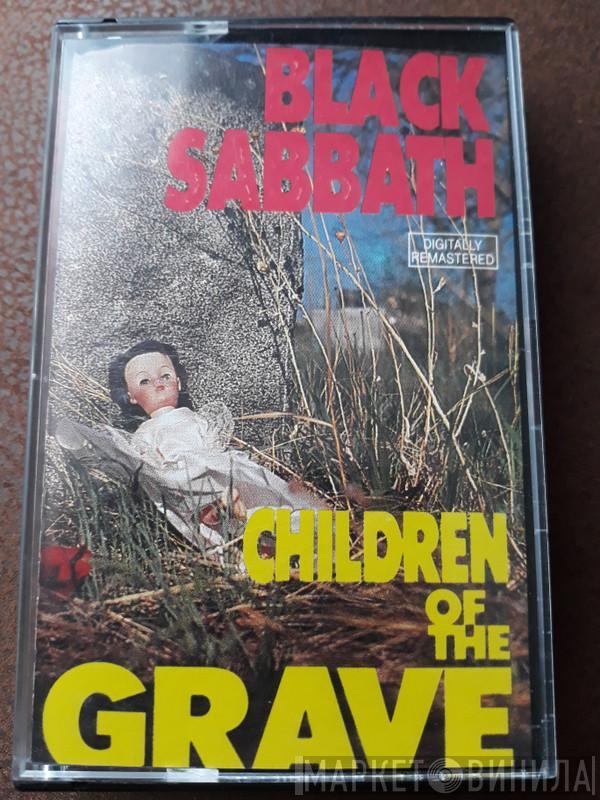 BLACK
SABBATH
DIGITALLY
REMASTERED
CHILDREN
OF
THE
GRAVE
МАРКЕТ ВИНИЛА